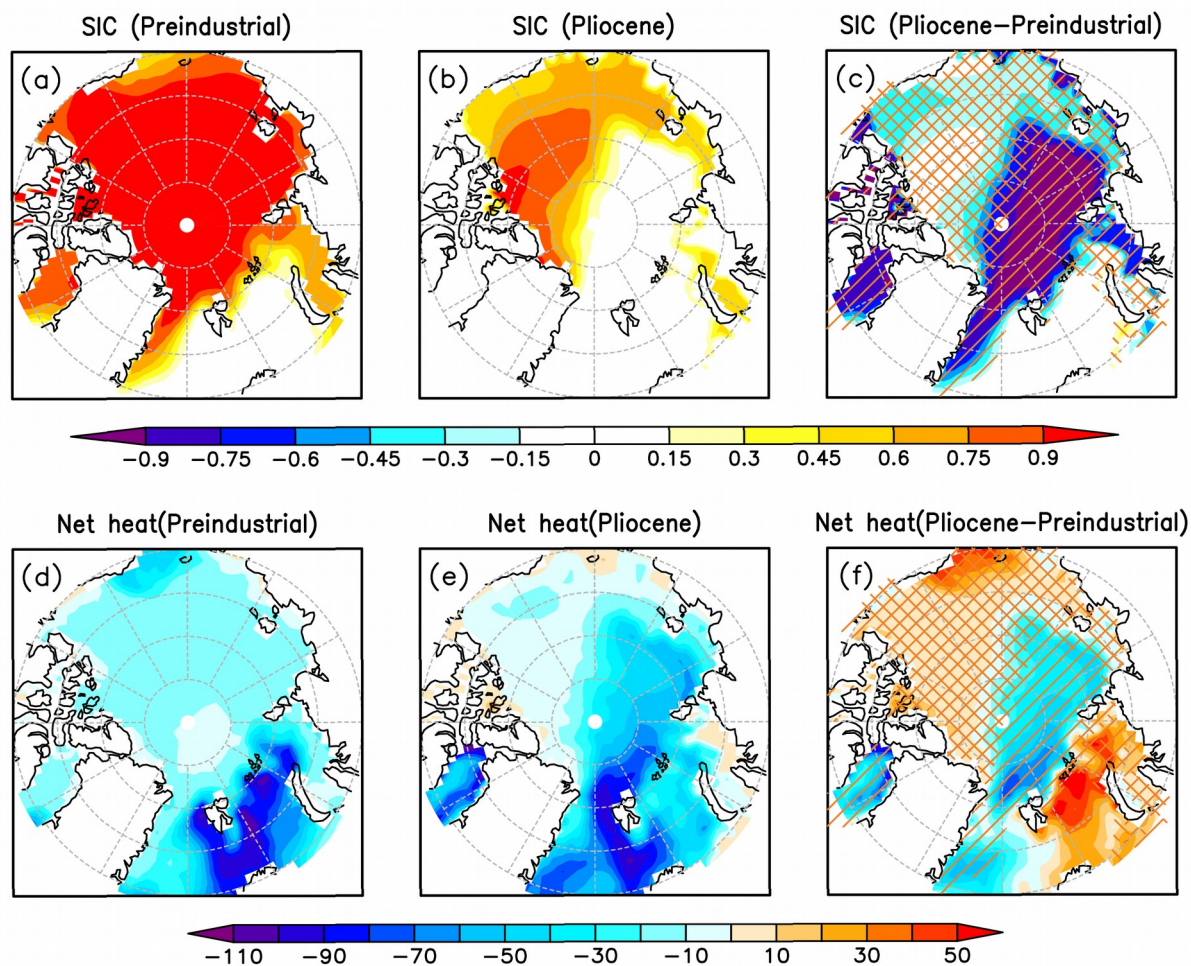 SIC (Preindustrial) SIC (Pliocene) SIC (Pliocene−Preindustrial)
(a) (b) (c)
−0.9 −0.75 −0.6 −0.45 −0.3 −0.15 0 0.15 0.3 0.45 0.6 0.75 0.9
Net heat(Preindustrial) Net heat(Pliocene) Net heat(Pliocene−Preindustrial)
(d) (e) (f)
−110 −90 −70 −50 −30 −10 10 30 50